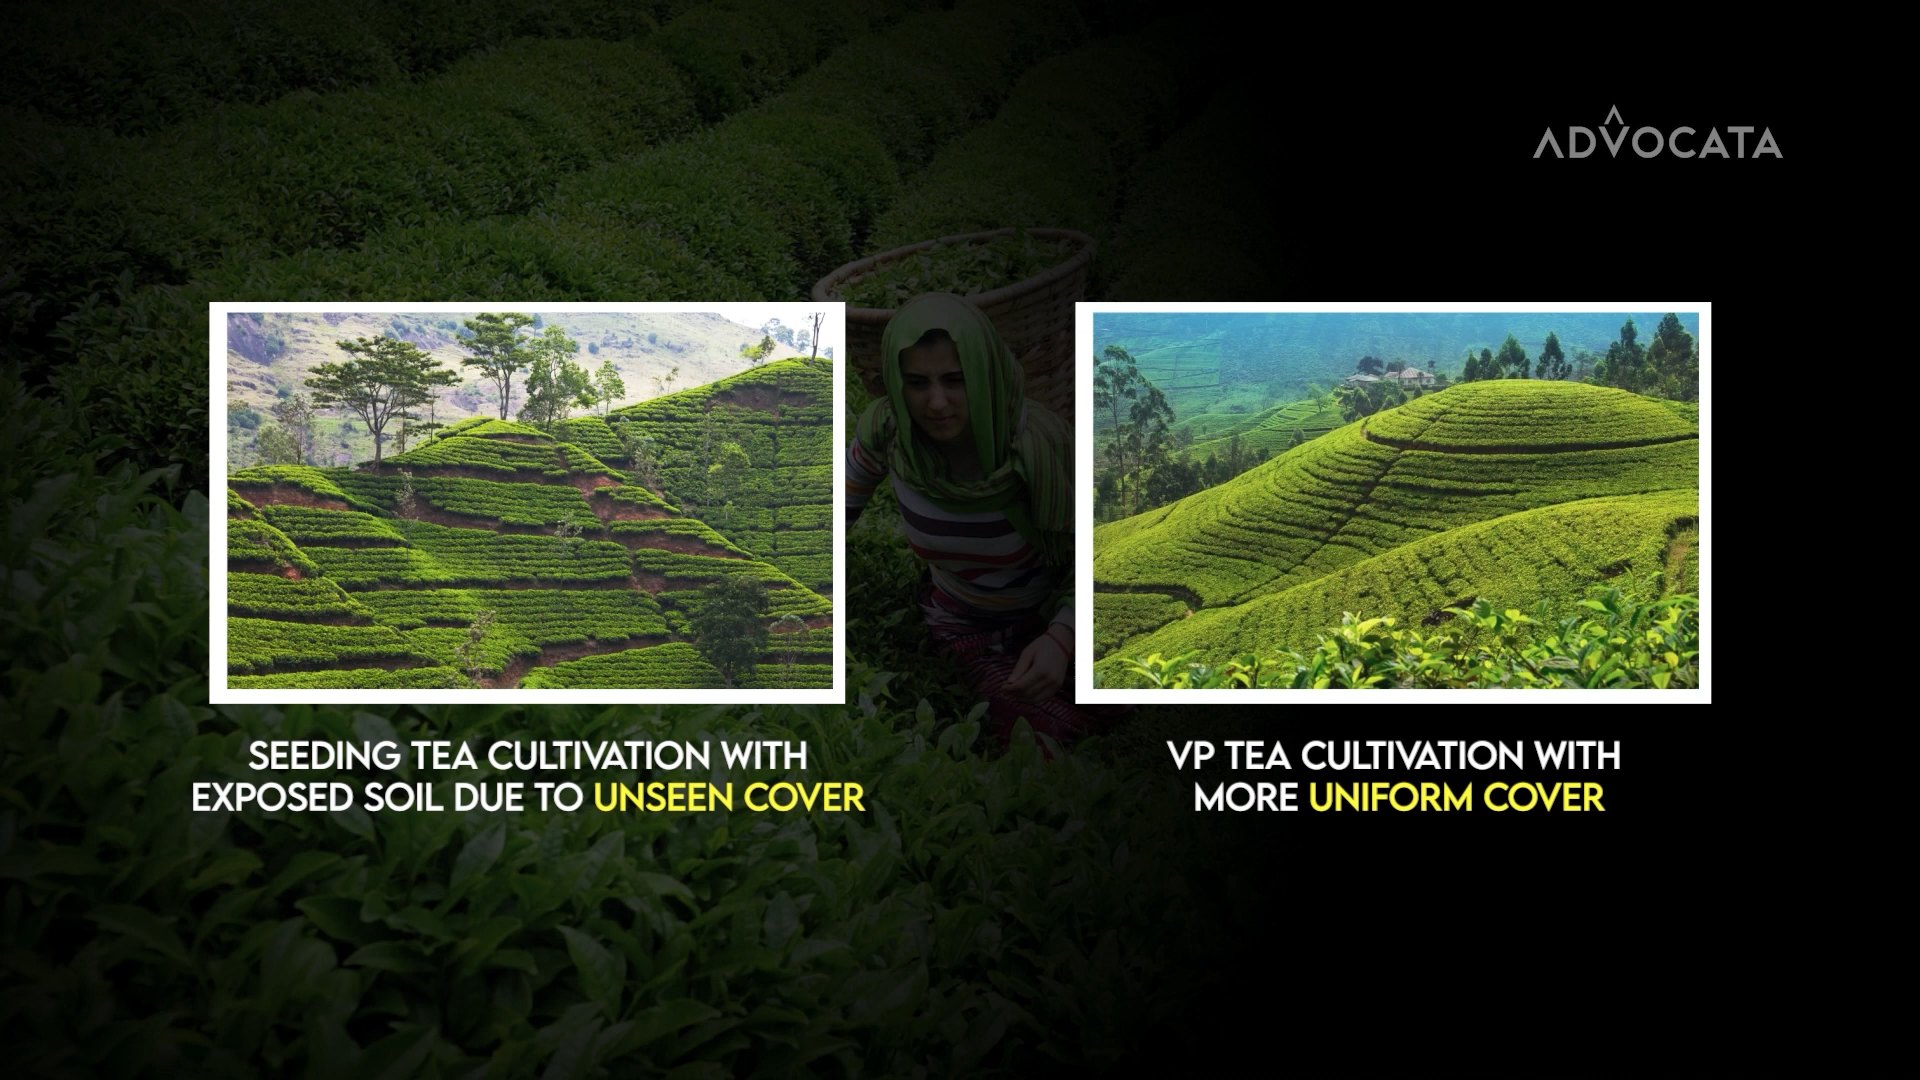 ADVOCATA
SEEDING TEA CULTIVATION WITH
EXPOSED SOIL DUE TO UNSEEN COVER
VP TEA CULTIVATION WITH
MORE UNIFORM COVER